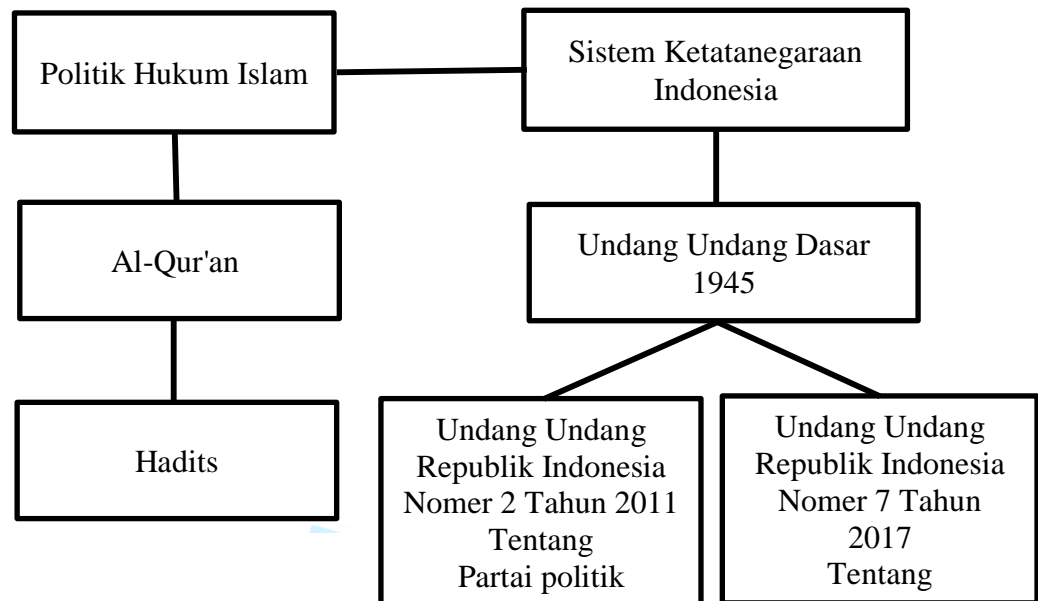 Politik Hukum Islam
Sistem Ketatanegaraan
Indonesia
Al-Qur'an
Undang Undang Dasar
1945
Hadits
Undang Undang
Republik Indonesia
Nomer 2 Tahun 2011
Tentang
Partai politik
Undang Undang
Republik Indonesia
Nomer 7 Tahun
2017
Tentang